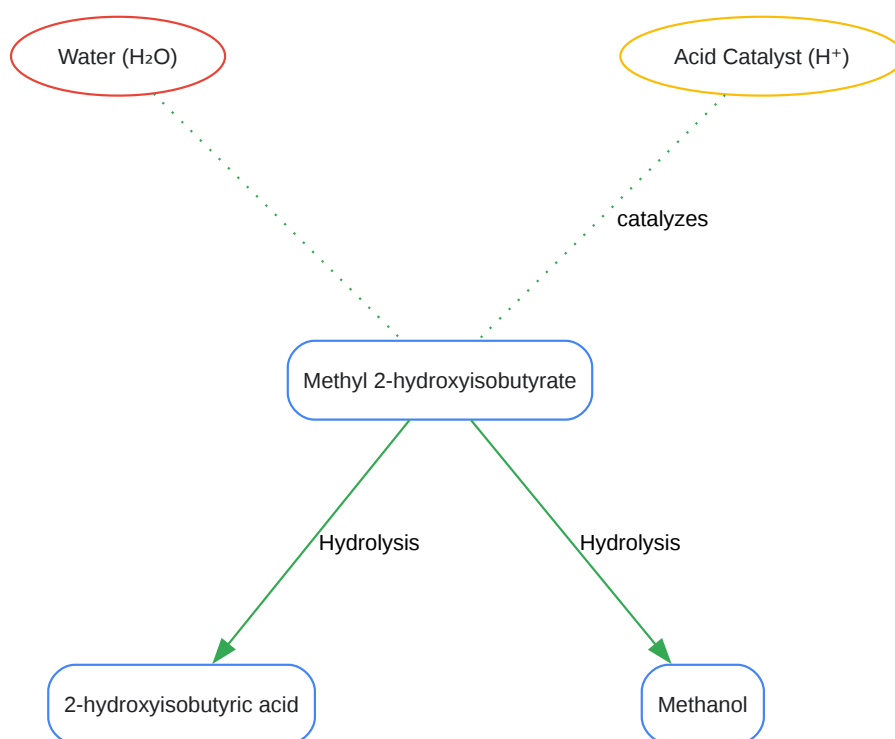 Water (H₂O)
Acid Catalyst (H⁺)
catalyzes
Methyl 2-hydroxyisobutyrate
Hydrolysis
Hydrolysis
2-hydroxyisobutyric acid
Methanol